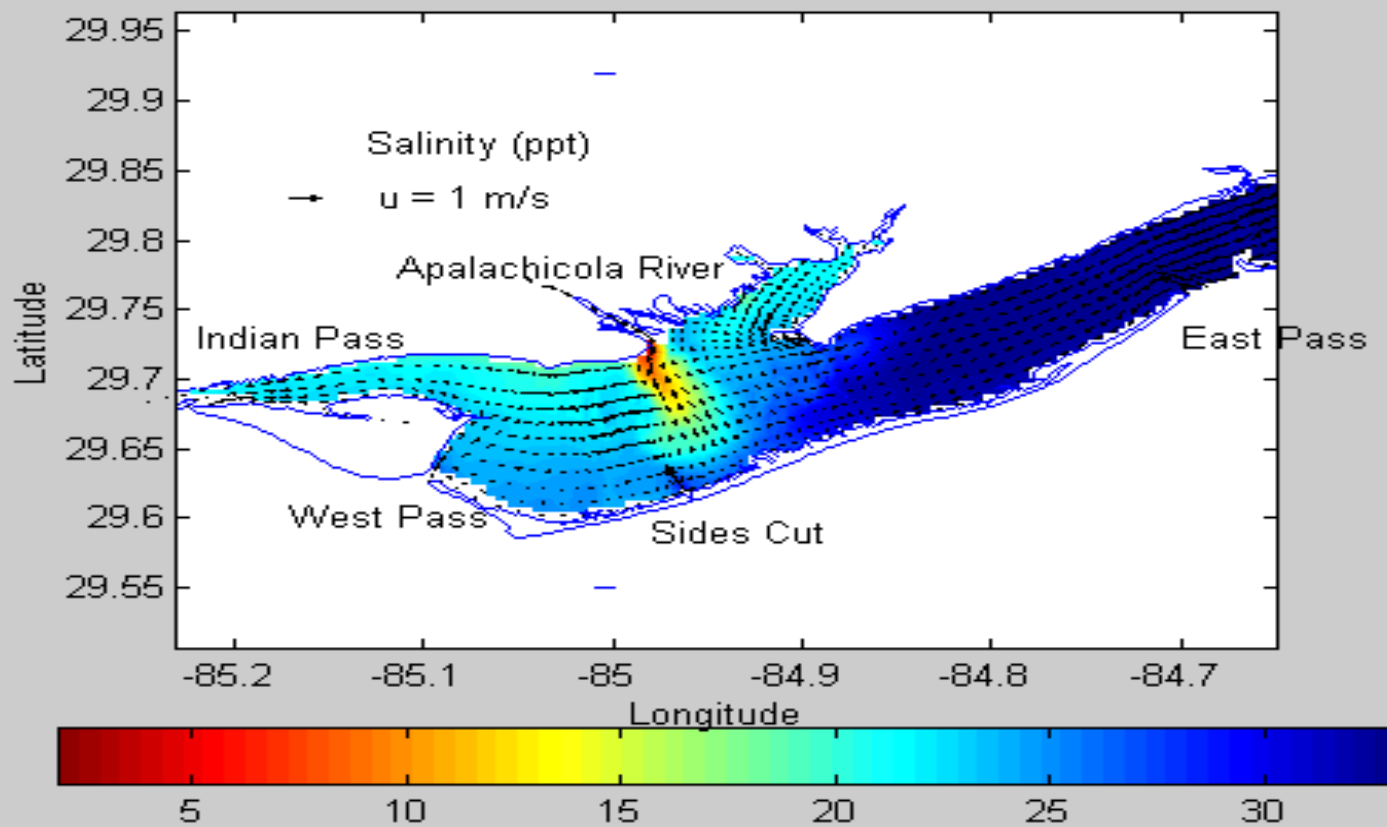 29.95
29.9
29.85
29.8
29.75
29.7
29.65
29.6
29.55
Latitude
Salinity (ppt)
u = 1 m/s
Apalachicola River
Indian Pass
East Pass
West Pass
Sides Cut
-85.2 -85.1 -85 -84.9 -84.8 -84.7
Longitude
5 10 15 20 25 30